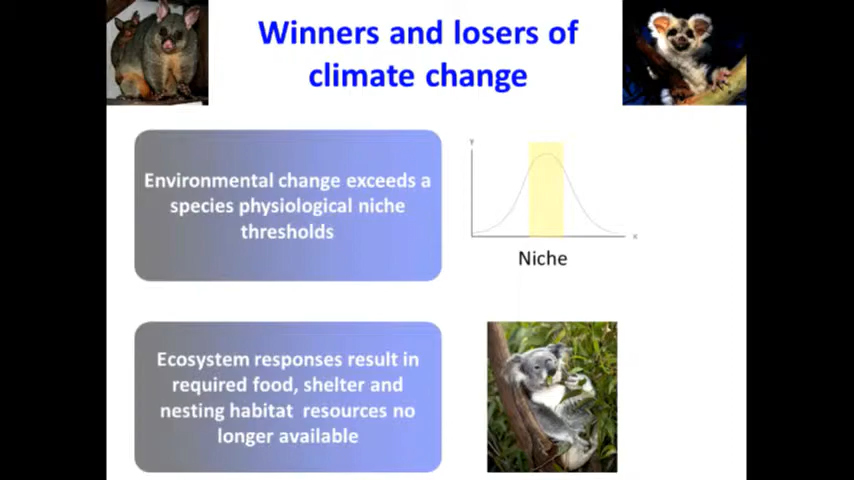 Winners and losers of
climate change
Environmental change exceeds a
species physiological niche
thresholds
Y
X
Niche
Ecosystem responses result in
required food, shelter and
nesting habitat resources no
longer available